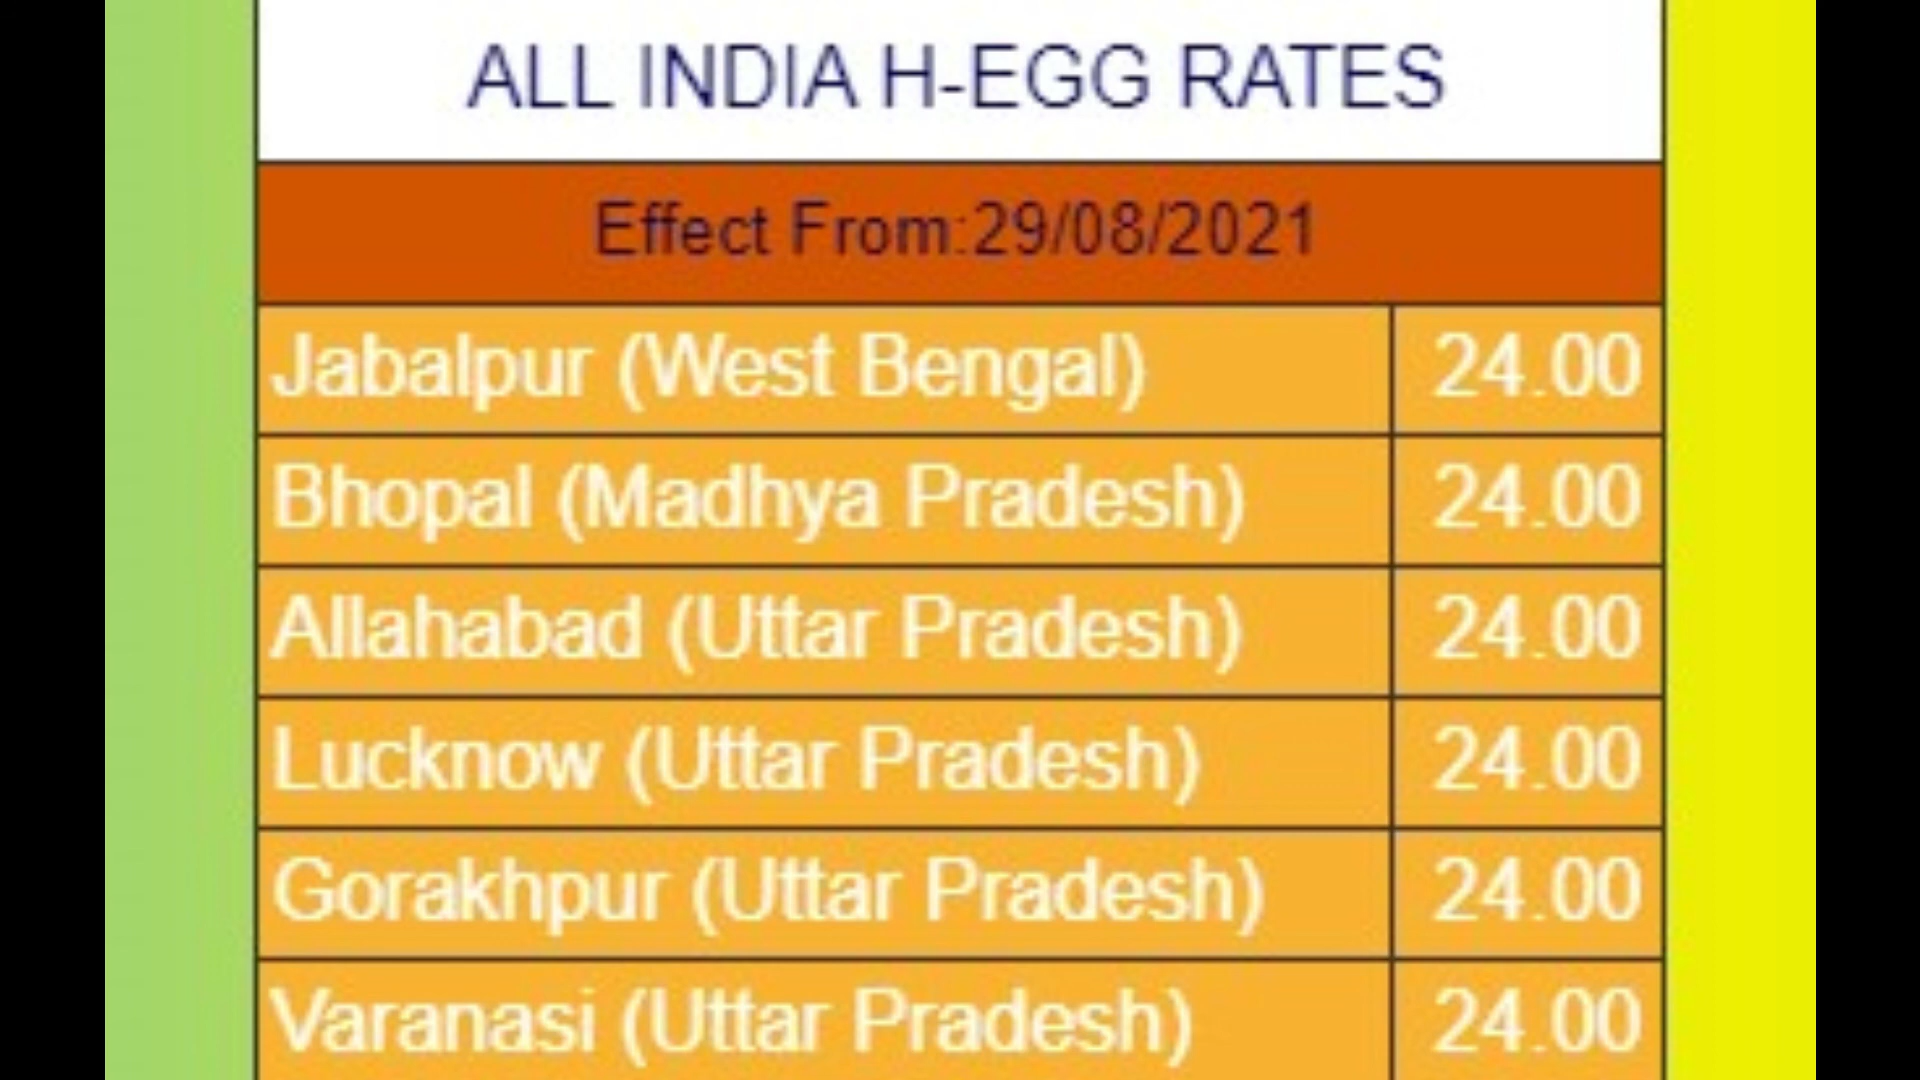 ALL INDIA H-EGG RATES
Effect From:29/08/2021
Jabalpur (West Bengal) 24.00
Bhopal (Madhya Pradesh) 24.00
Allahabad (Uttar Pradesh) 24.00
Lucknow (Uttar Pradesh) 24.00
Gorakhpur (Uttar Pradesh) 24.00
Varanasi (Uttar Pradesh) 24.00